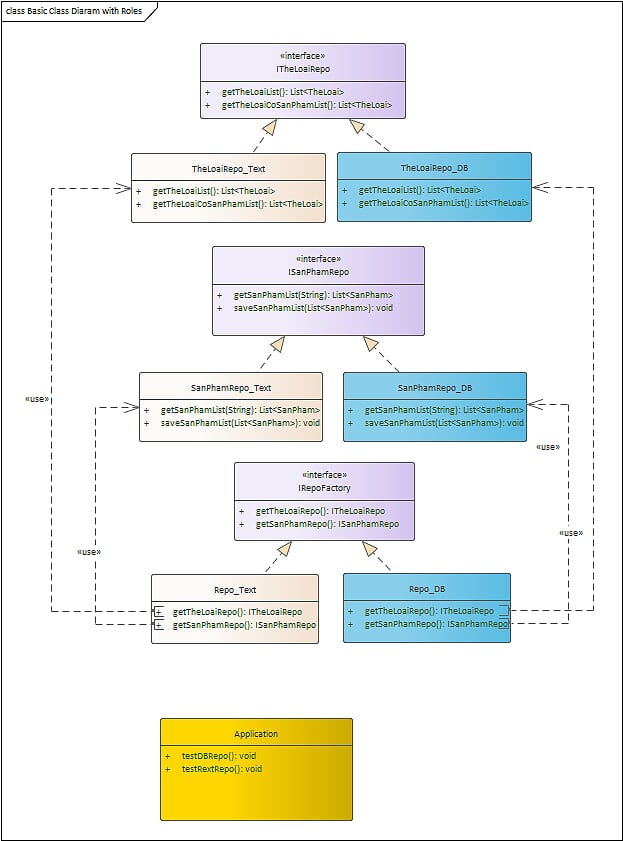 class Basic Class Diaram with Roles
«interface»
ITheLoaiRepo
+ getTheLoaiList(): List<TheLoai>
+ getTheLoaiCoSanPhamList(): List<TheLoai>
TheLoaiRepo_Text
+ getTheLoaiList(): List<TheLoai>
+ getTheLoaiCoSanPhamList(): List<TheLoai>
TheLoaiRepo_DB
+ getTheLoaiList(): List<TheLoai>
+ getTheLoaiCoSanPhamList(): List<TheLoai>
«interface»
ISanPhamRepo
+ getSanPhamList(String): List<SanPham>
+ saveSanPhamList(List<SanPham>): void
SanPhamRepo_Text
+ getSanPhamList(String): List<SanPham>
+ saveSanPhamList(List<SanPham>): void
SanPhamRepo_DB
+ getSanPhamList(String): List<SanPham>
+ saveSanPhamList(List<SanPham>): void
«use»
«use»
«interface»
IRepoFactory
+ getTheLoaiRepo(): ITheLoaiRepo
+ getSanPhamRepo(): ISanPhamRepo
«use»
«use»
Repo_Text
+ getTheLoaiRepo(): ITheLoaiRepo
+ getSanPhamRepo(): ISanPhamRepo
Repo_DB
+ getTheLoaiRepo(): ITheLoaiRepo
+ getSanPhamRepo(): ISanPhamRepo
Application
+ testDBRepo(): void
+ testRextRepo(): void